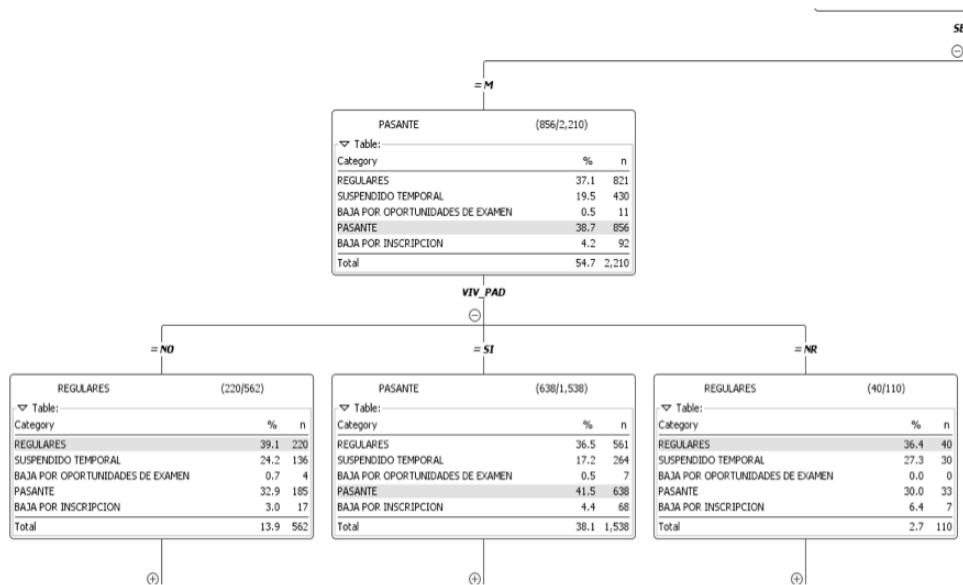 SE
= M
PASANTE (856/2,210)
Table:
Category % n
REGULARES 37.1 821
SUSPENDIDO TEMPORAL 19.5 430
BAJA POR OPORTUNIDADES DE EXAMEN 0.5 11
PASANTE 38.7 856
BAJA POR INSCRIPCION 4.2 92
Total 54.7 2,210
VIV_PAD
= NO
REGULARES (220/562)
Table:
Category % n
REGULARES 39.1 220
SUSPENDIDO TEMPORAL 24.2 136
BAJA POR OPORTUNIDADES DE EXAMEN 0.7 4
PASANTE 32.9 185
BAJA POR INSCRIPCION 3.0 17
Total 13.9 562
= SI
PASANTE (638/1,538)
Table:
Category % n
REGULARES 36.5 561
SUSPENDIDO TEMPORAL 17.2 264
BAJA POR OPORTUNIDADES DE EXAMEN 0.5 7
PASANTE 41.5 638
BAJA POR INSCRIPCION 4.4 68
Total 38.1 1,538
= NR
REGULARES (40/110)
Table:
Category % n
REGULARES 36.4 40
SUSPENDIDO TEMPORAL 27.3 30
BAJA POR OPORTUNIDADES DE EXAMEN 0.0 0
PASANTE 30.0 33
BAJA POR INSCRIPCION 6.4 7
Total 2.7 110